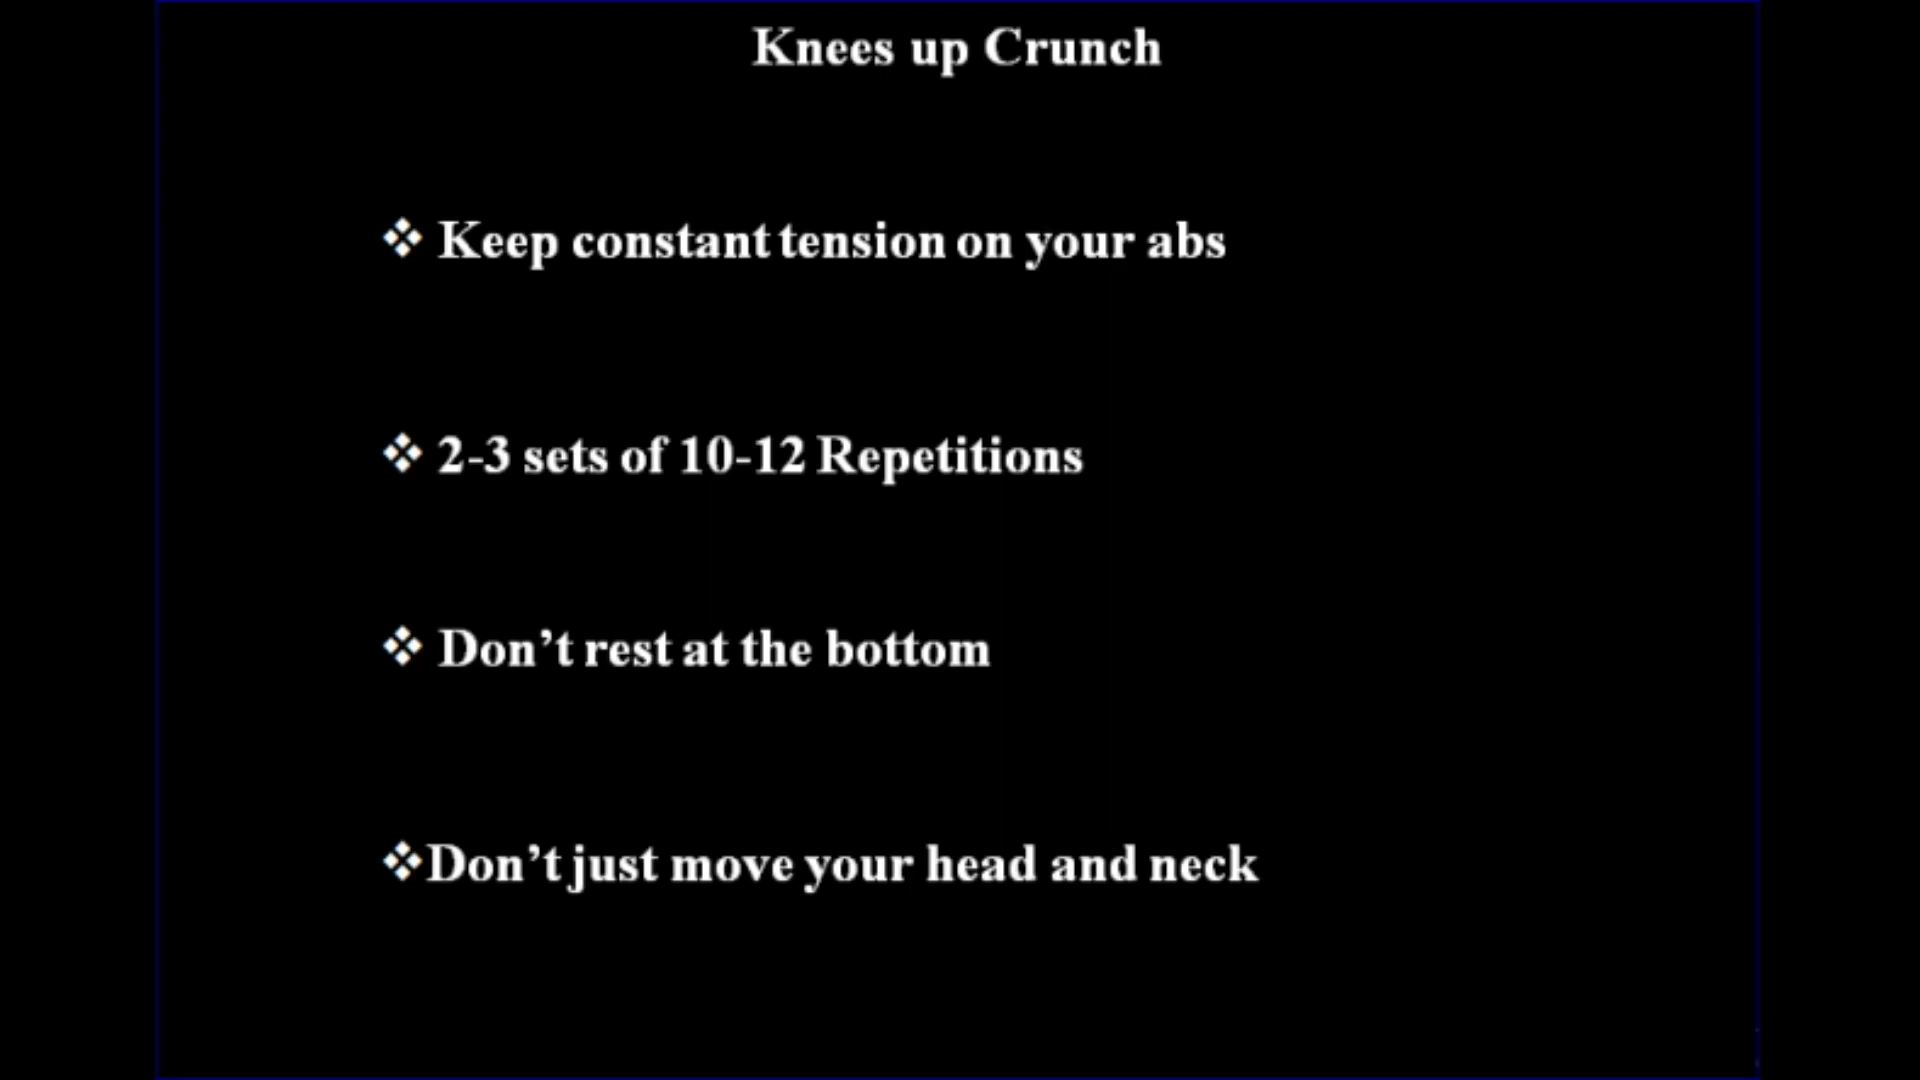 Knees up Crunch
❖ Keep constant tension on your abs
❖ 2-3 sets of 10-12 Repetitions
❖ Don’t rest at the bottom
❖Don’t just move your head and neck